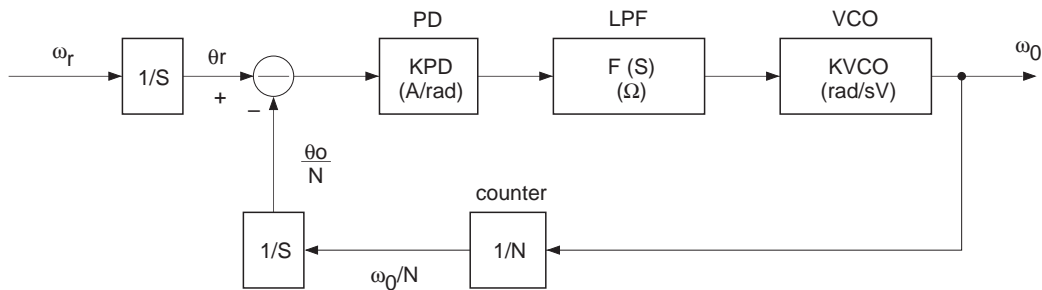 PD
LPF
VCO
ωr
1/S
θr
+
−
KPD
(A/rad)
F (S)
(Ω)
KVCO
(rad/sV)
ω0
θo
N
counter
1/S
1/N
ω0/N